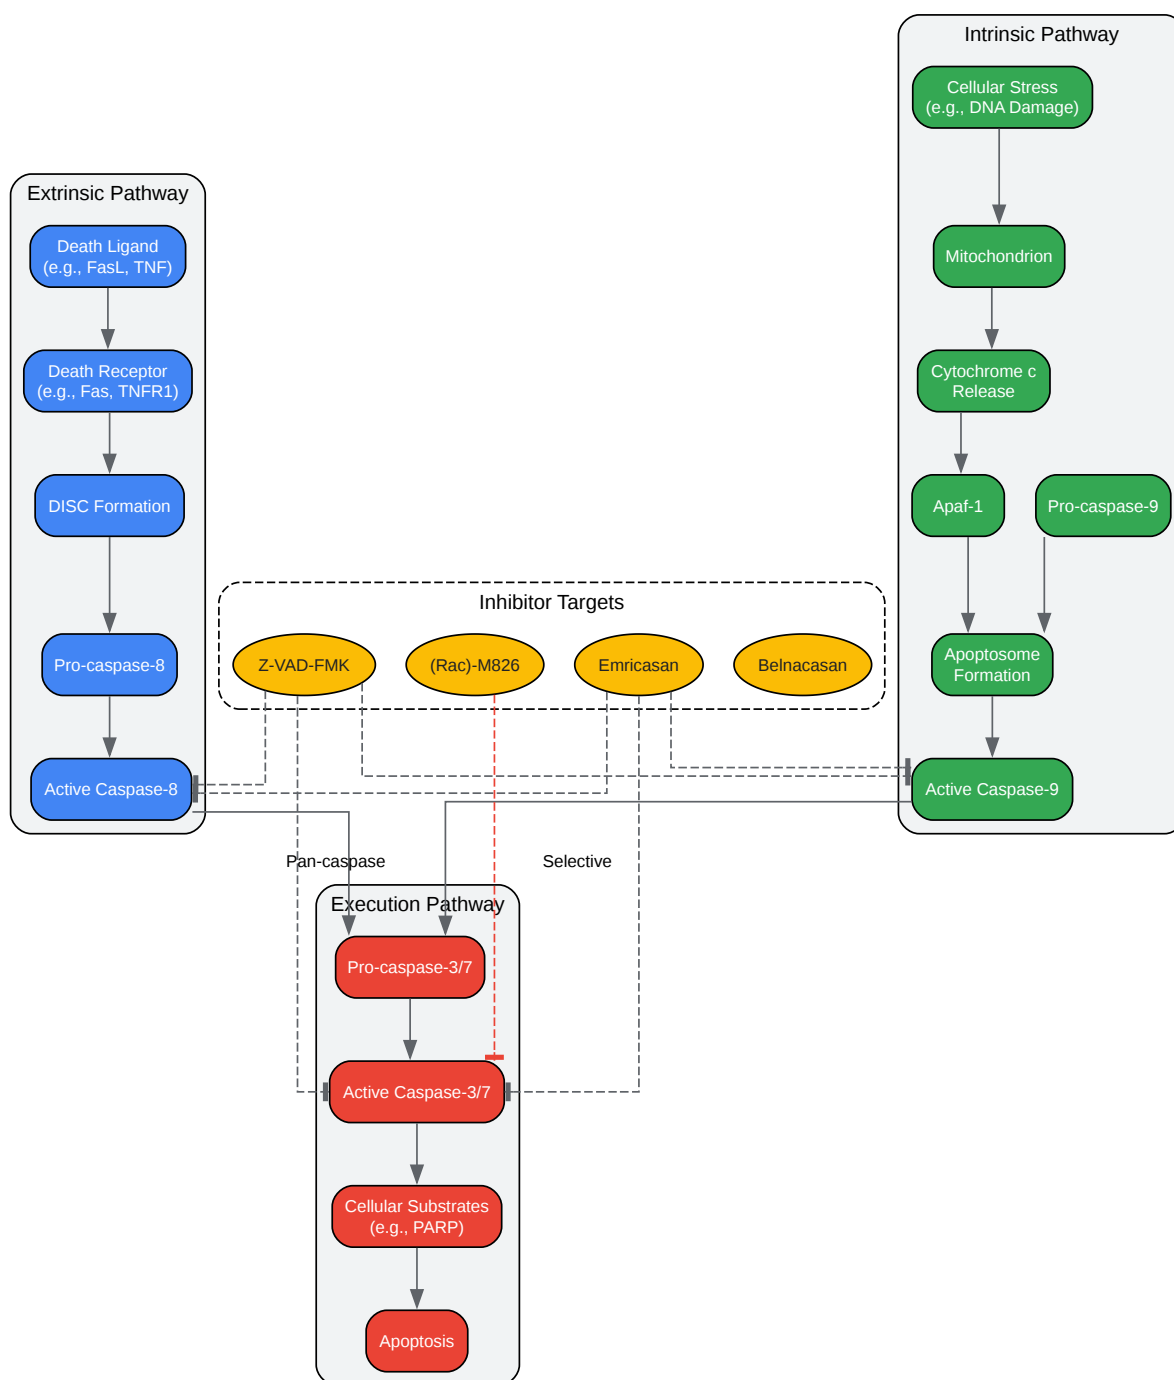 Intrinsic Pathway
Cellular Stress
(e.g., DNA Damage)
Mitochondrion
Cytochrome c
Release
Apaf-1
Pro-caspase-9
Apoptosome
Formation
Active Caspase-9
Extrinsic Pathway
Death Ligand
(e.g., FasL, TNF)
Death Receptor
(e.g., Fas, TNFR1)
DISC Formation
Pro-caspase-8
Active Caspase-8
Inhibitor Targets
Z-VAD-FMK
(Rac)-M826
Emricasan
Belnacasan
Pan-caspase
Selective
Execution Pathway
Pro-caspase-3/7
Active Caspase-3/7
Cellular Substrates
(e.g., PARP)
Apoptosis